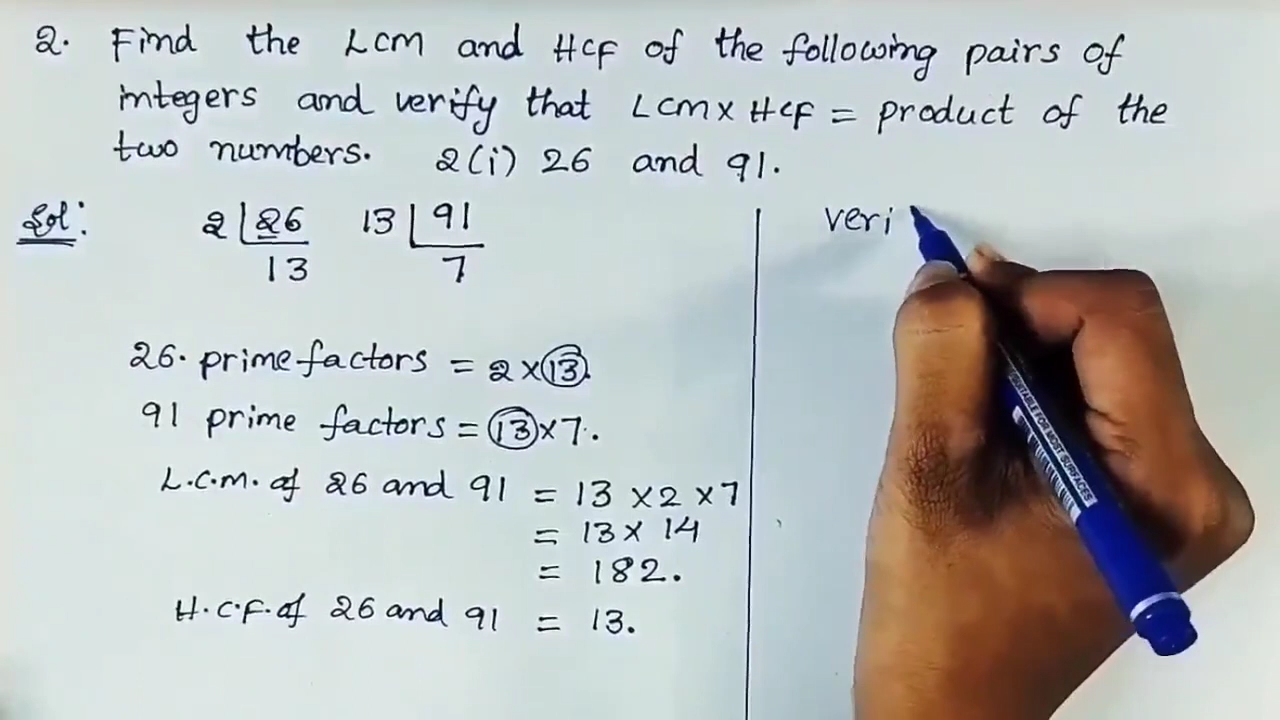 2. Find the LCM and HCF of the following pairs of
integers and verify that LCM x HCF = product of the
two numbers. 2(i) 26 and 91.
Sol:
2 | 26
13
13 | 91
7
26. prime factors = 2 x 13.
91 prime factors = 13 x 7.
L.C.M. of 26 and 91 = 13 x 2 x 7
= 13 x 14
= 182.
H.C.F. of 26 and 91 = 13.
veri